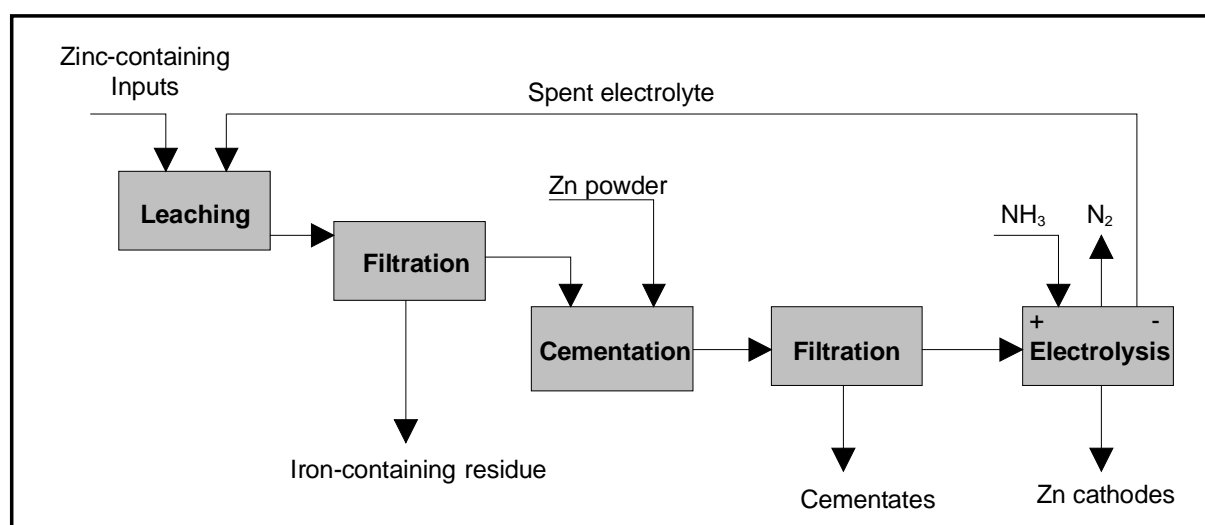 Zinc-containing
Inputs
Spent electrolyte
Leaching
Zn powder
NH₃
N₂
Filtration
+
-
Cementation
Filtration
Electrolysis
Iron-containing residue
Cementates
Zn cathodes